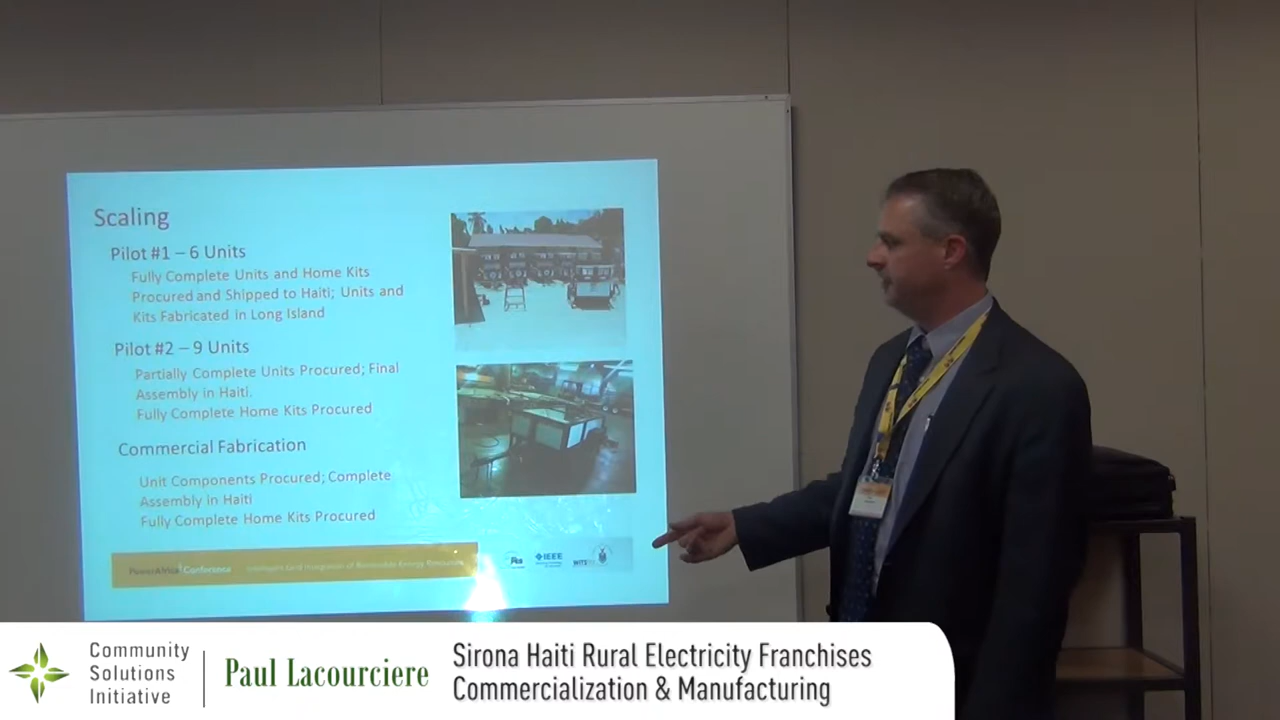 Scaling
Pilot #1 – 6 Units
Fully Complete Units and Home Kits
Procured and Shipped to Haiti; Units and
Kits Fabricated in Long Island
Pilot #2 – 9 Units
Partially Complete Units Procured; Final
Assembly in Haiti.
Fully Complete Home Kits Procured
Commercial Fabrication
Unit Components Procured; Complete
Assembly in Haiti
Fully Complete Home Kits Procured
PowerAfrica Conference
IEEE
WITS
Community
Solutions
Initiative
Paul Lacourciere
Sirona Haiti Rural Electricity Franchises
Commercialization & Manufacturing